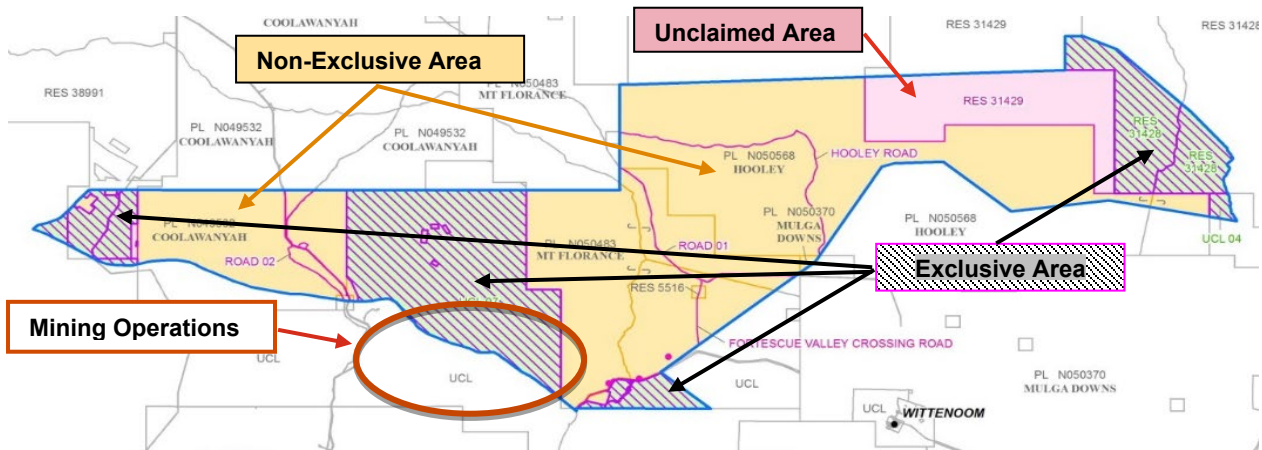 COOLAWANYAH
Unclaimed Area
RES 31429
RES 31428
Non-Exclusive Area
PL N050483
MT FLORANCE
RES 38991
RES 31429
PL N049532
COOLAWANYAH
PL N049532
COOLAWANYAH
RES
31428
HOOLEY ROAD
PL N050568
HOOLEY
RES
31428
PL N050370
MULGA
DOWNS
PL N050568
HOOLEY
COOLAWANYAH
PL N050483
MT FLORANCE
ROAD 01
UCL 04
ROAD 02
Exclusive Area
RES 5516
UCL 07
Mining Operations
FORTESCUE VALLEY CROSSING ROAD
UCL
UCL
UCL
PL N050370
MULGA DOWNS
UCL
WITTENOOM